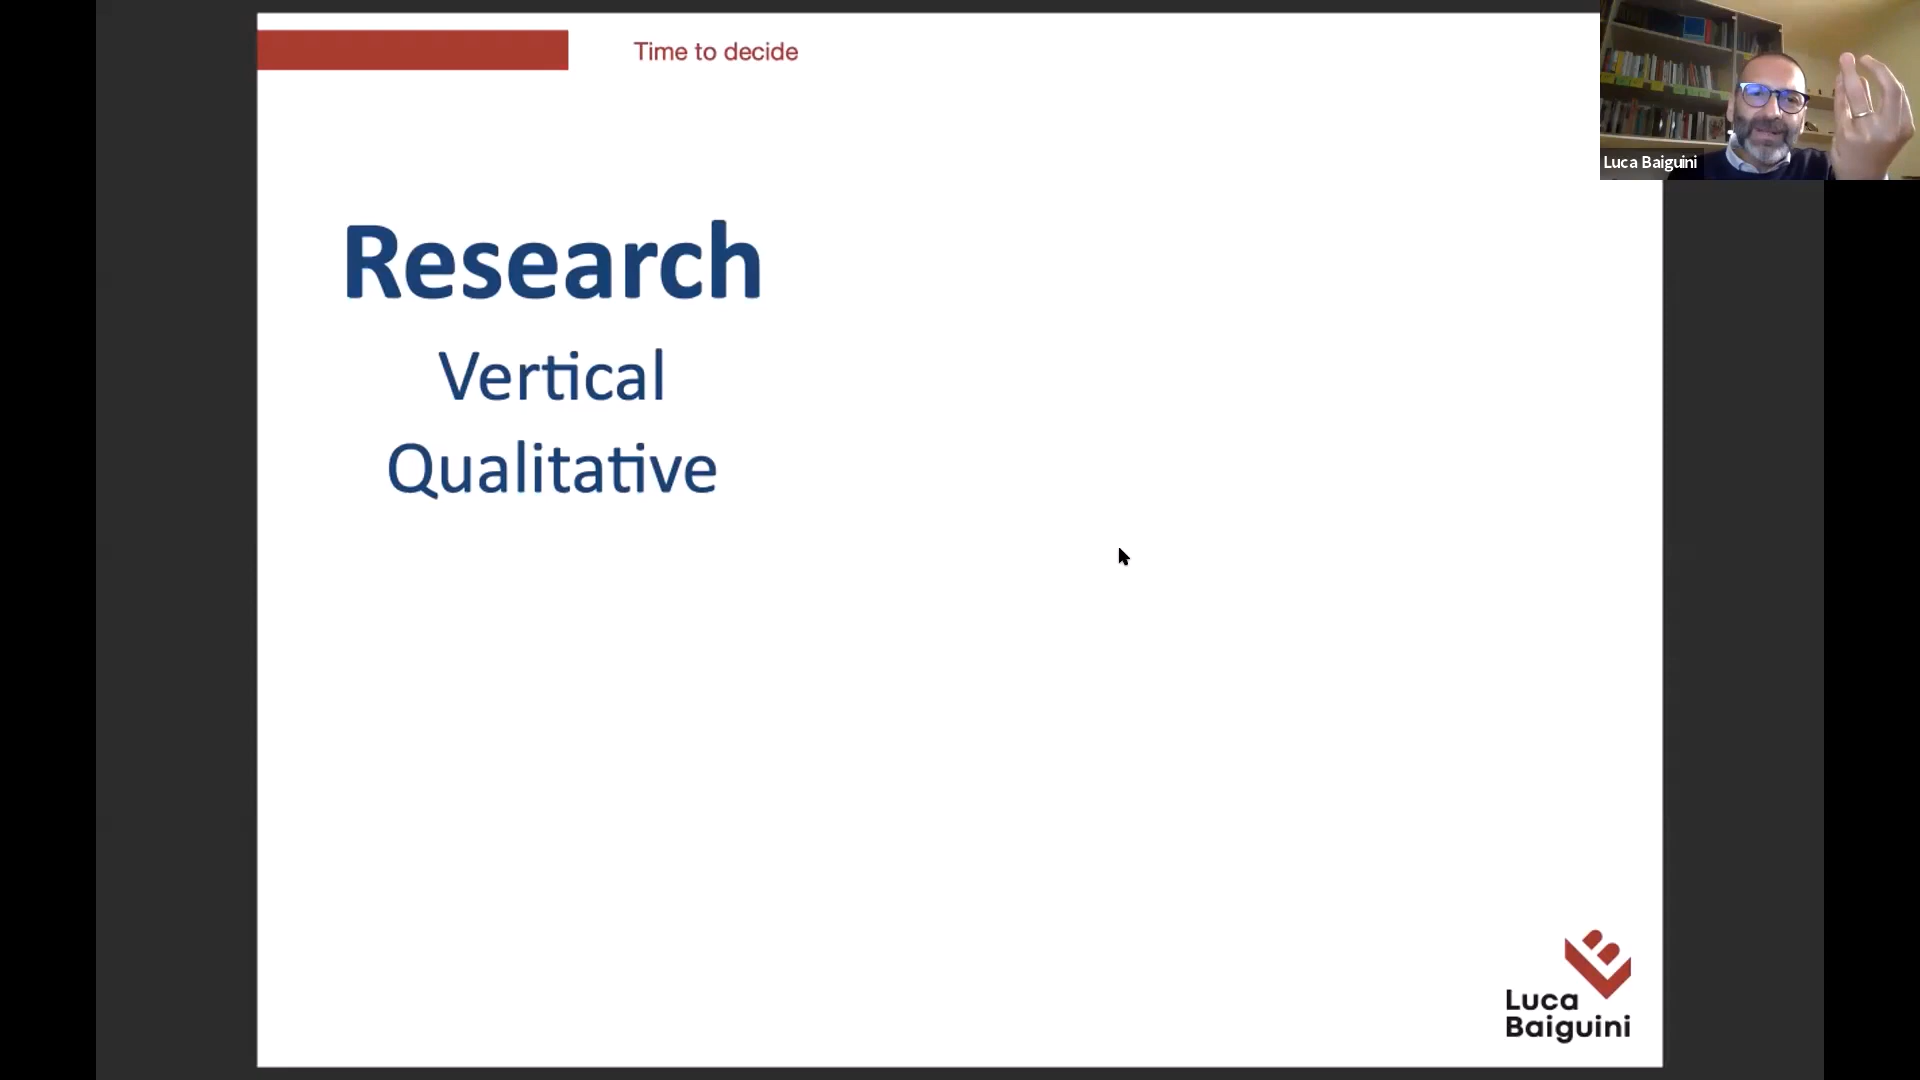 Time to decide
Luca Baiguini
Research
Vertical
Qualitative
Luca
Baiguini